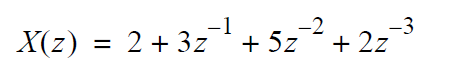 X(z) = 2 + 3z⁻¹ + 5z⁻² + 2z⁻³